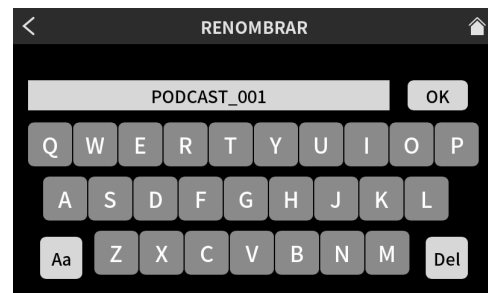 RENOMBRAR
PODCAST_001 OK
Q W E R T Y U I O P
A S D F G H J K L
Aa Z X C V B N M Del